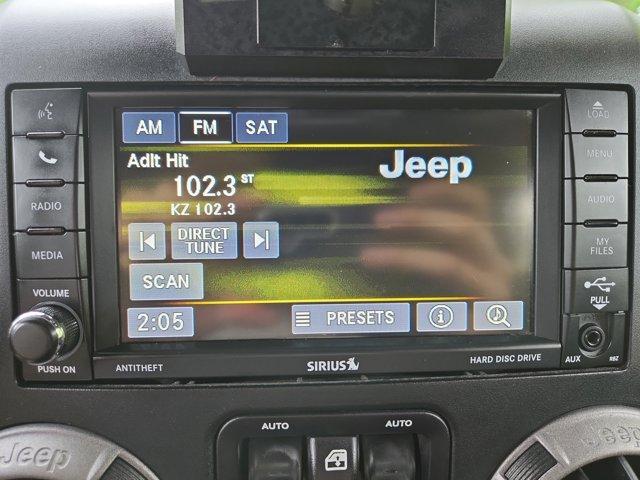 AM FM SAT
Adlt Hit
Jeep
102.3 ST
KZ 102.3
DIRECT TUNE
SCAN
2:05
PRESETS
RADIO
MEDIA
VOLUME
PUSH ON
LOAD
MENU
AUDIO
MY FILES
PULL
AUX
RBZ
ANTITHEFT
SIRIUS
HARD DISC DRIVE
AUTO
AUTO
Jeep
Jeep